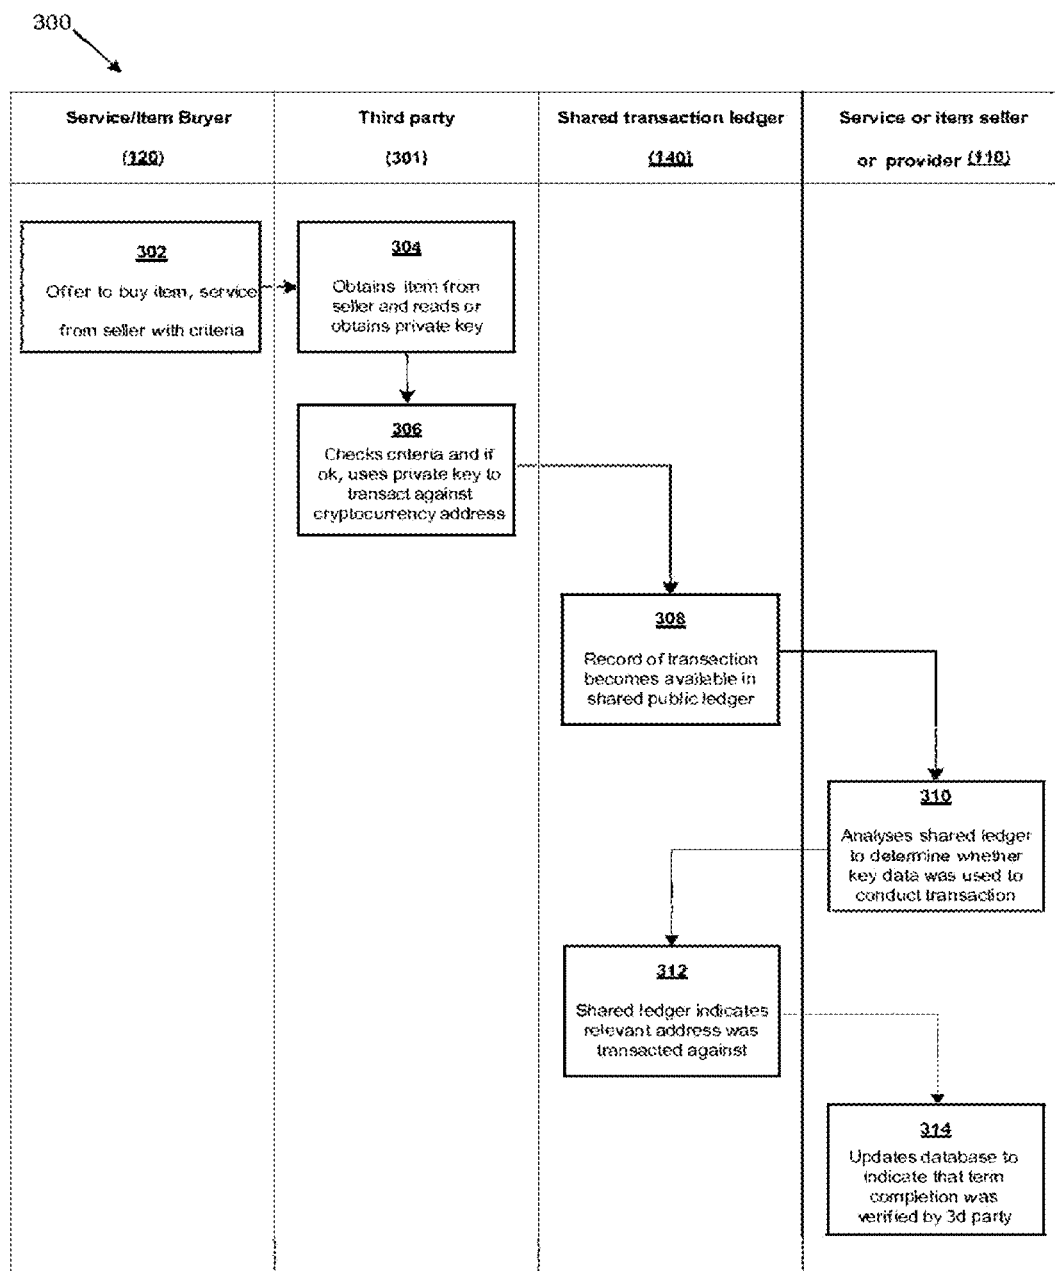 300
Service/Item Buyer
(120)
Third party
(301)
Shared transaction ledger
(140)
Service or item seller
or provider (110)
302
Offer to buy item, service
from seller with criteria
304
Obtains item from
seller and reads or
obtains private key
306
Checks criteria and if
ok, uses private key to
transact against
cryptocurrency address
308
Record of transaction
becomes available in
shared public ledger
310
Analyses shared ledger
to determine whether
key data was used to
conduct transaction
312
Shared ledger indicates
relevant address was
transacted against
314
Updates database to
indicate that term
completion was
verified by 3d party